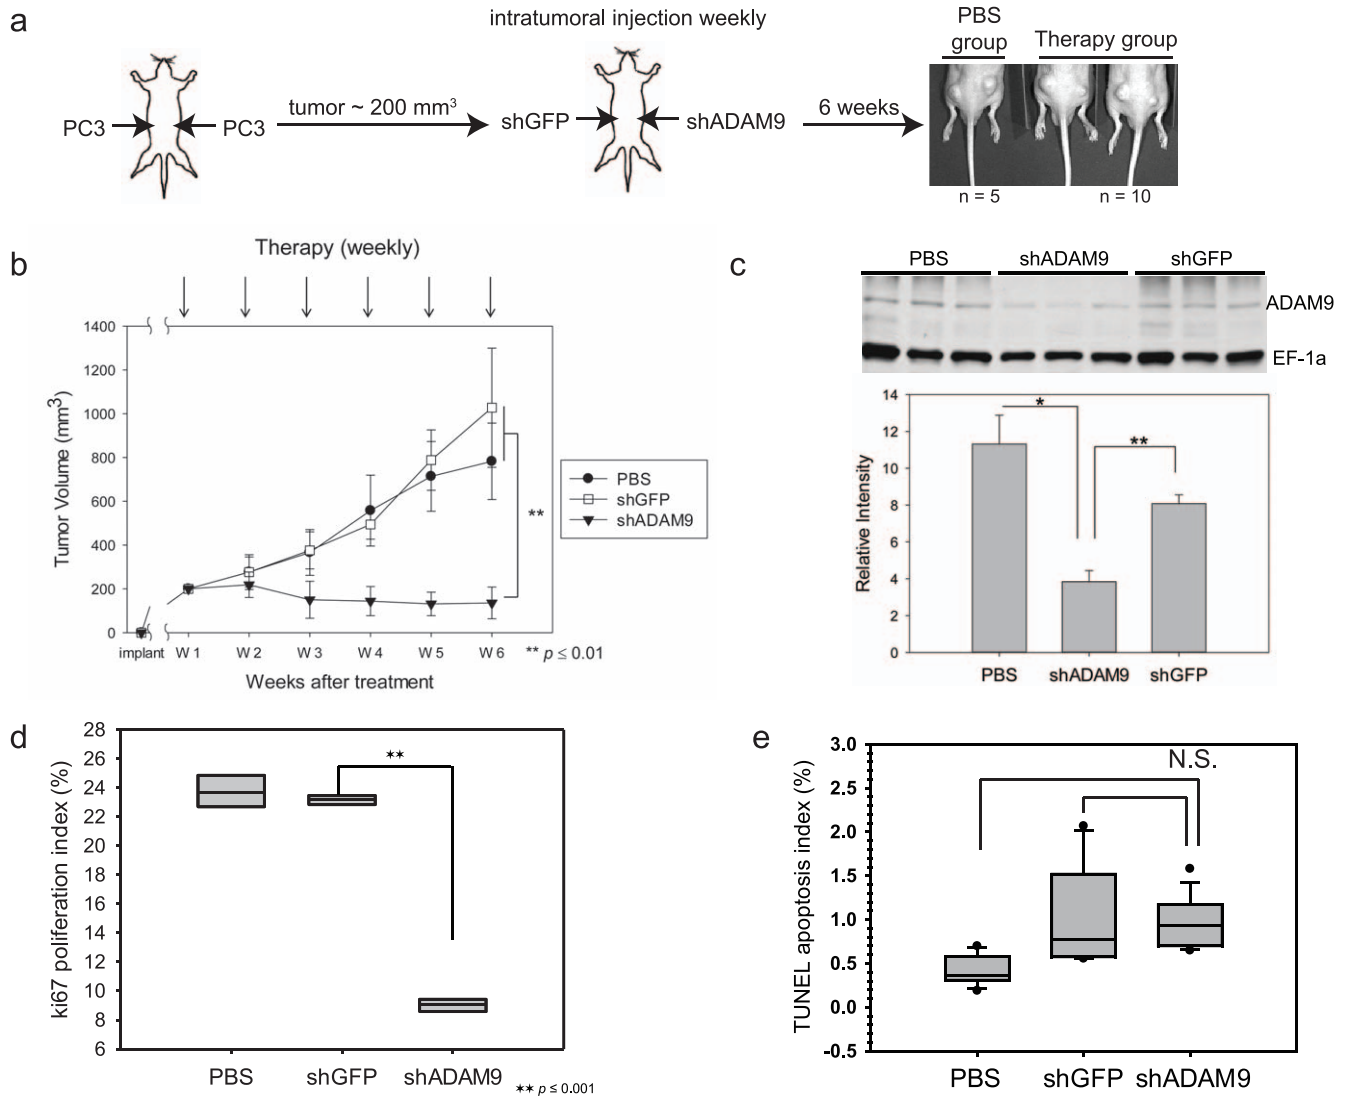 a
intratumoral injection weekly
PBS
group
Therapy group
PC3
PC3
tumor ~ 200 mm³
shGFP
shADAM9
6 weeks
n = 5
n = 10
b
Therapy (weekly)
1400
1200
1000
800
600
400
200
0
Tumor Volume (mm³)
PBS
shGFP
shADAM9
**
implant
W 1
W 2
W 3
W 4
W 5
W 6
** p ≤ 0.01
Weeks after treatment
c
PBS
shADAM9
shGFP
ADAM9
EF-1a
14
12
10
8
6
4
2
0
Relative Intensity
*
**
PBS
shADAM9
shGFP
d
28
26
24
22
20
18
16
14
12
10
8
6
ki67 poliferation index (%)
**
PBS
shGFP
shADAM9
** p ≤ 0.001
e
3.0
2.0
1.5
1.0
0.5
0.0
-0.5
TUNEL apoptosis index (%)
N.S.
PBS
shGFP
shADAM9